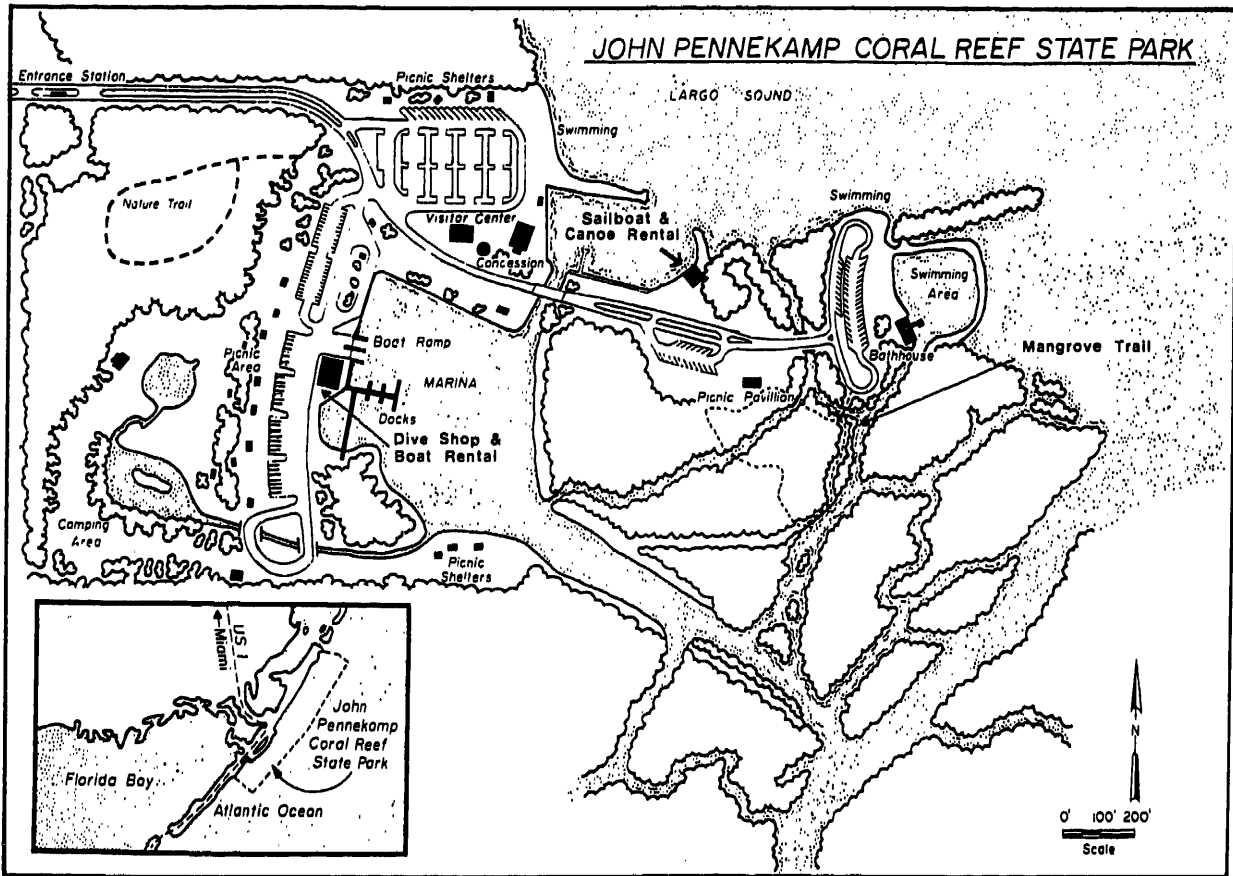 JOHN PENNEKAMP CORAL REEF STATE PARK
Entrance Station
Picnic Shelters
LARGO SOUND
Swimming
Nature Trail
Visitor Center
Concession
Sailboat &
Canoe Rental
Swimming
Swimming
Area
Bathhouse
Mangrove Trail
Picnic
Area
Boat Ramp
MARINA
Docks
Dive Shop &
Boat Rental
Picnic Pavillion
Camping
Area
Picnic
Shelters
US 1
Miami
John
Pennekamp
Coral Reef
State Park
Florida Bay
Atlantic Ocean
N
0' 100' 200'
Scale